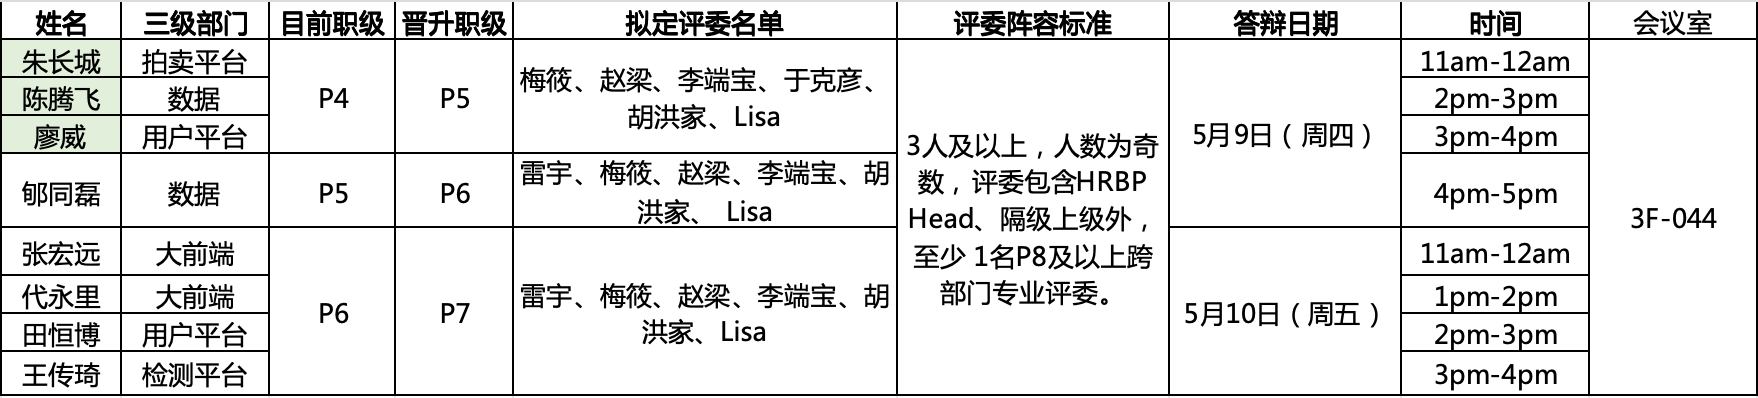 姓名 三级部门 目前职级 晋升职级 拟定评委名单 评委阵容标准 答辩日期 时间 会议室
朱长城 拍卖平台 11am-12am
陈腾飞 数据 P4 P5 梅筱、赵梁、李端宝、于克彦、 2pm-3pm
胡洪家、Lisa
廖威 用户平台 5月9日（周四） 3pm-4pm
3人及以上，人数为奇
数，评委包含HRBP
Head、隔级上级外，
至少 1名P8及以上跨
部门专业评委。
郇同磊 数据 P5 P6 雷宇、梅筱、赵梁、李端宝、胡 4pm-5pm
洪家、 Lisa
3F-044
张宏远 大前端 11am-12am
代永里 大前端 P6 P7 雷宇、梅筱、赵梁、李端宝、胡 5月10日（周五） 1pm-2pm
洪家、Lisa
田恒博 用户平台 2pm-3pm
王传琦 检测平台 3pm-4pm